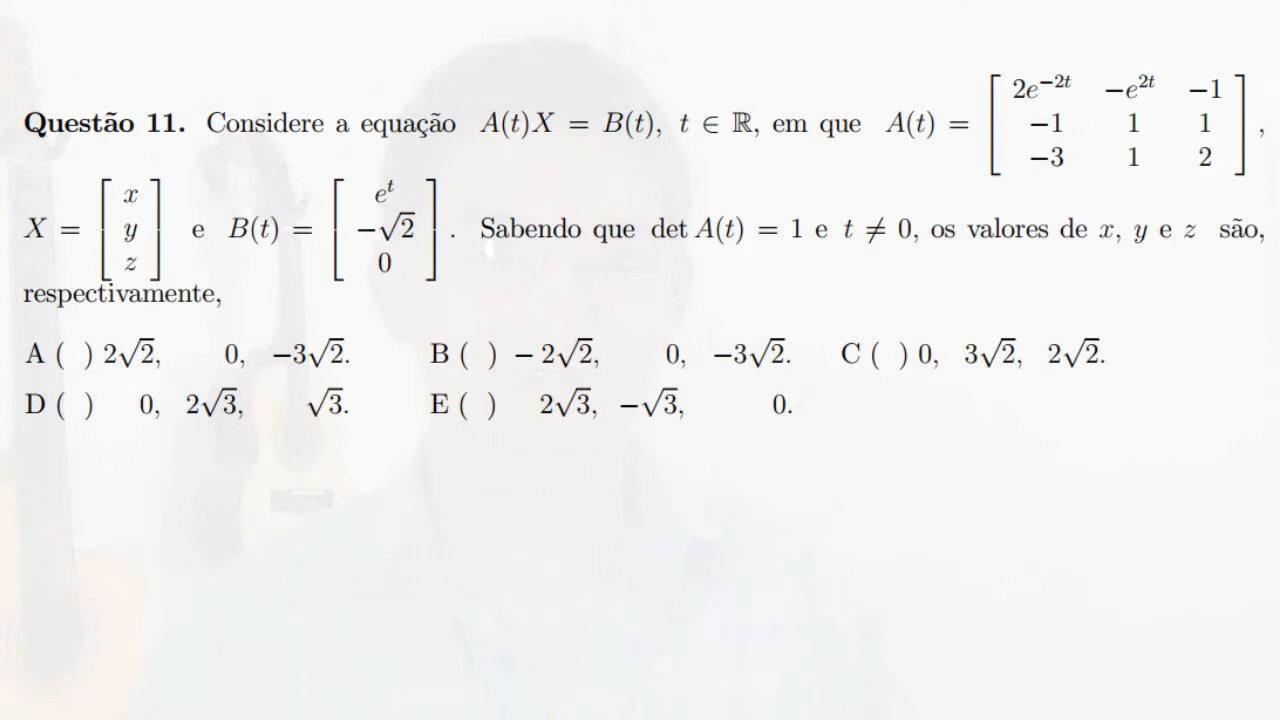 Questão 11. Considere a equação A(t)X = B(t), t ∈ ℝ, em que A(t) = [ 2e^{−2t} −e^{2t} −1 ; −1 1 1 ; −3 1 2 ],
X = [ x ; y ; z ] e B(t) = [ e^t ; −√2 ; 0 ]. Sabendo que det A(t) = 1 e t ≠ 0, os valores de x, y e z são,
respectivamente,
A ( ) 2√2, 0, −3√2. B ( ) − 2√2, 0, −3√2. C ( ) 0, 3√2, 2√2.
D ( ) 0, 2√3, √3. E ( ) 2√3, −√3, 0.